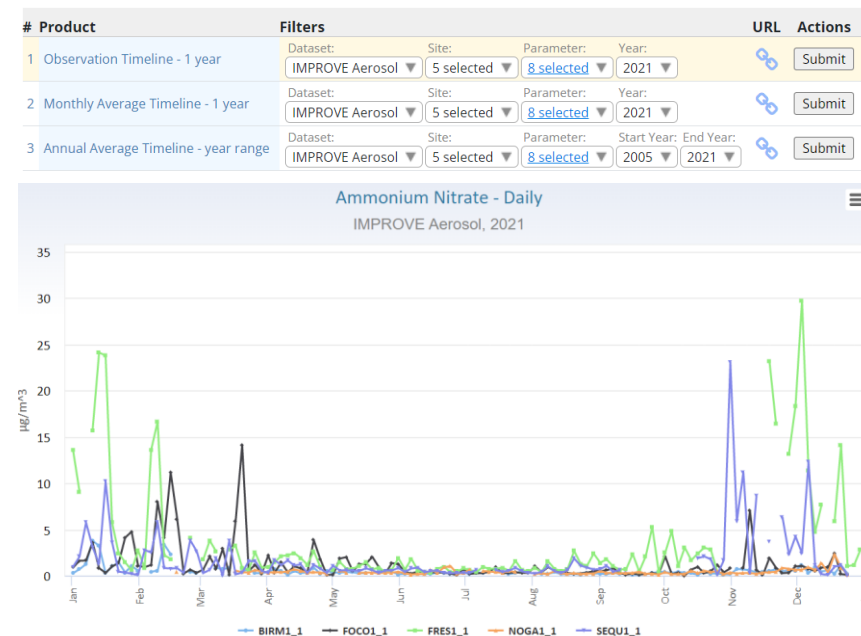 # Product Filters URL Actions
Dataset: Site: Parameter: Year:
1 Observation Timeline - 1 year IMPROVE Aerosol ▼ 5 selected ▼ 8 selected ▼ 2021 ▼ Submit
Dataset: Site: Parameter: Year:
2 Monthly Average Timeline - 1 year IMPROVE Aerosol ▼ 5 selected ▼ 8 selected ▼ 2021 ▼ Submit
Dataset: Site: Parameter: Start Year: End Year:
3 Annual Average Timeline - year range IMPROVE Aerosol ▼ 5 selected ▼ 8 selected ▼ 2005 ▼ 2021 ▼ Submit
Ammonium Nitrate - Daily
IMPROVE Aerosol, 2021
µg/m^3
35
30
25
20
15
10
5
0
Jan Feb Mar Apr May Jun Jul Aug Sep Oct Nov Dec
BIRM1_1 FOCO1_1 FRES1_1 NOGA1_1 SEQU1_1